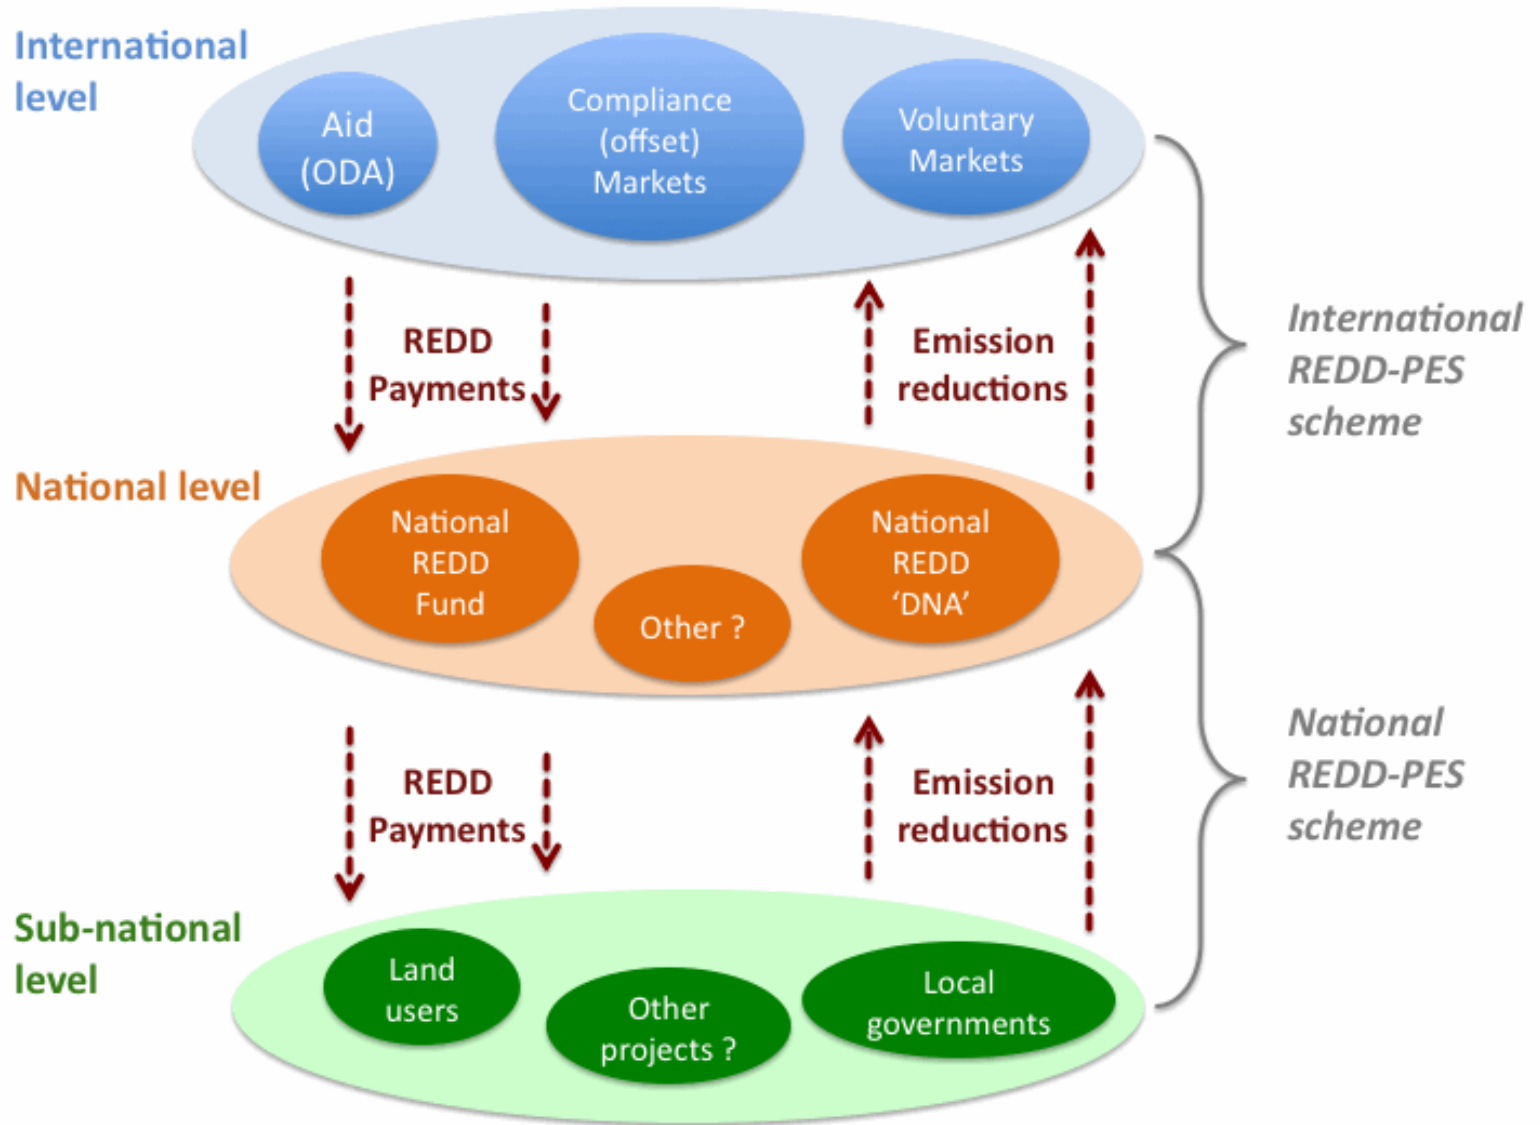 International
level
Aid
(ODA)
Compliance
(offset)
Markets
Voluntary
Markets
REDD
Payments
Emission
reductions
International
REDD-PES
scheme
National level
National
REDD
Fund
Other ?
National
REDD
‘DNA’
REDD
Payments
Emission
reductions
National
REDD-PES
scheme
Sub-national
level
Land
users
Other
projects ?
Local
governments